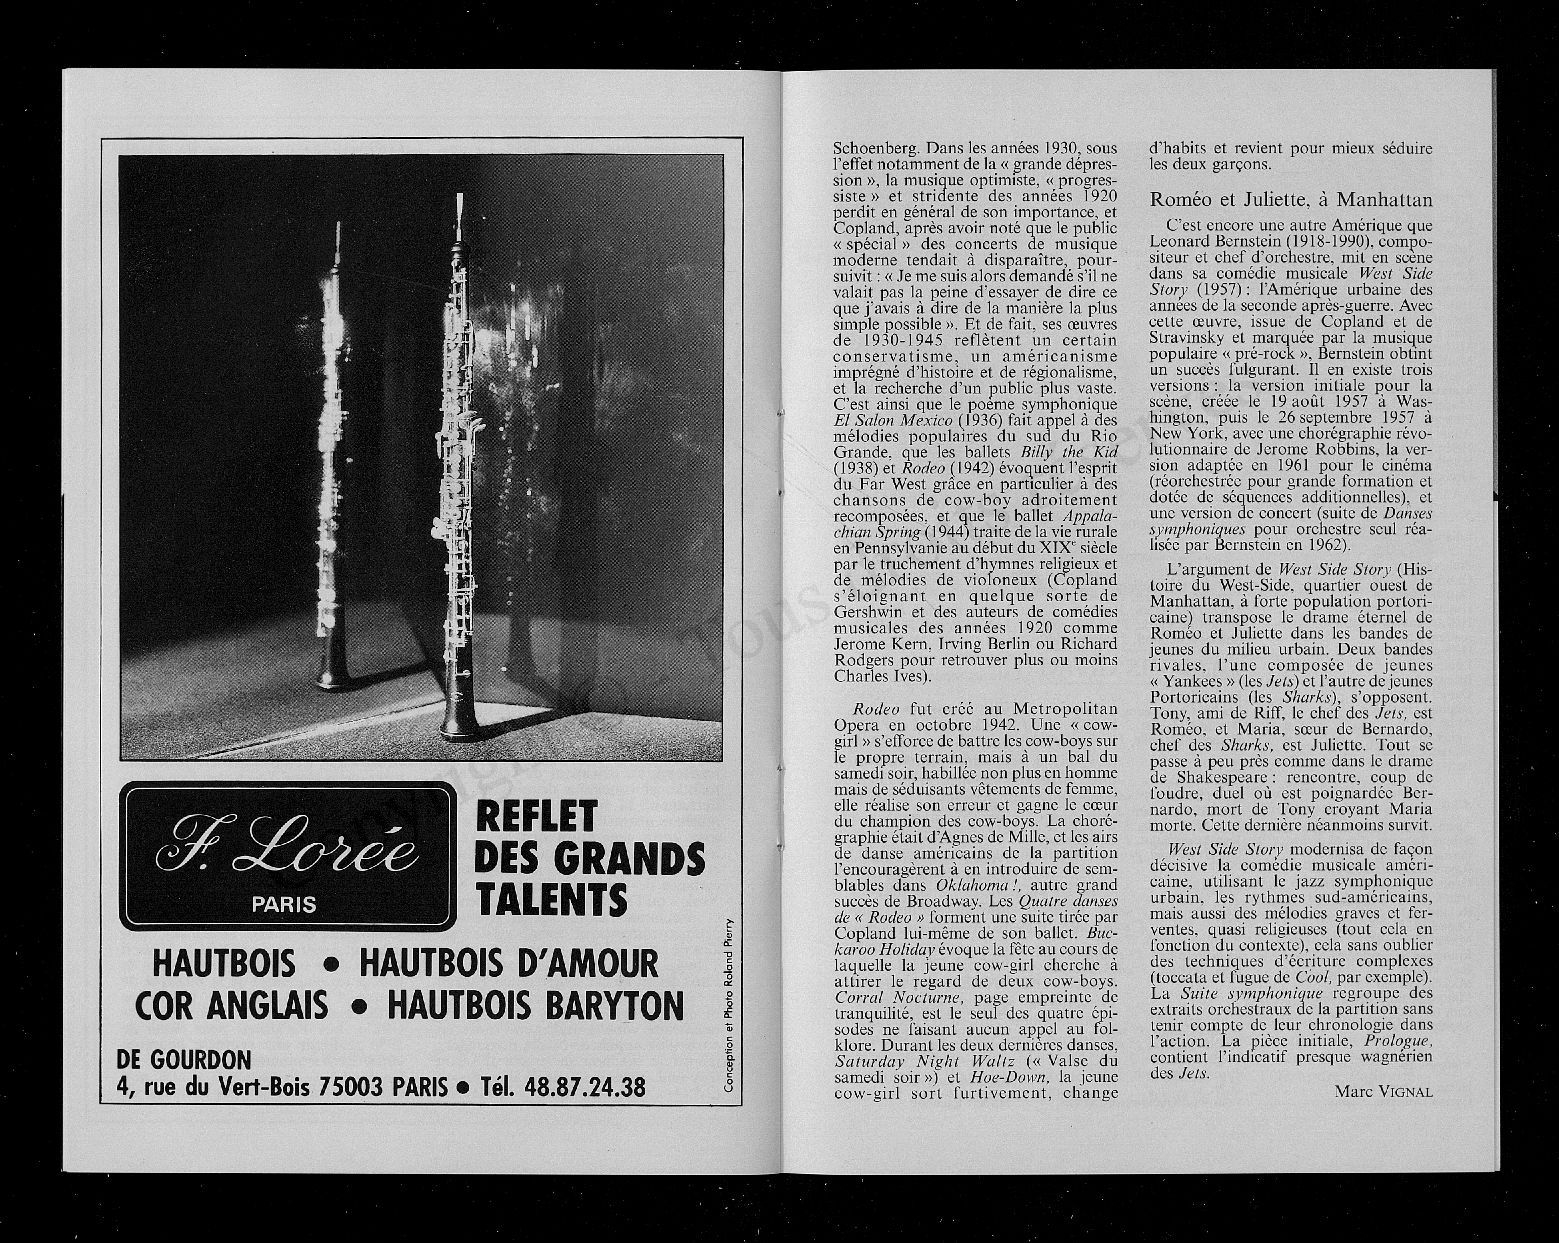 F. Lorée
PARIS
REFLET
DES GRANDS
TALENTS
HAUTBOIS • HAUTBOIS D'AMOUR
COR ANGLAIS • HAUTBOIS BARYTON
DE GOURDON
4, rue du Vert-Bois 75003 PARIS • Tél. 48.87.24.38
Conception et Photo Roland Pierry
Schoenberg. Dans les années 1930, sous
l'effet notamment de la « grande dépres-
sion », la musique optimiste, « progres-
siste » et stridente des années 1920
perdit en général de son importance, et
Copland, après avoir noté que le public
« spécial » des concerts de musique
moderne tendait à disparaître, pour-
suivit : « Je me suis alors demandé s'il ne
valait pas la peine d'essayer de dire ce
que j'avais à dire de la manière la plus
simple possible ». Et de fait, ses œuvres
de 1930-1945 reflètent un certain
conservatisme, un américanisme
imprégné d'histoire et de régionalisme,
et la recherche d'un public plus vaste.
C'est ainsi que le poème symphonique
El Salon Mexico (1936) fait appel à des
mélodies populaires du sud du Rio
Grande, que les ballets Billy the Kid
(1938) et Rodeo (1942) évoquent l'esprit
du Far West grâce en particulier à des
chansons de cow-boy adroitement
recomposées, et que le ballet Appala-
chian Spring (1944) traite de la vie rurale
en Pennsylvanie au début du XIXe siècle
par le truchement d'hymnes religieux et
de mélodies de violoneux (Copland
s'éloignant en quelque sorte de
Gershwin et des auteurs de comédies
musicales des années 1920 comme
Jerome Kern, Irving Berlin ou Richard
Rodgers pour retrouver plus ou moins
Charles Ives).
Rodeo fut créé au Metropolitan
Opera en octobre 1942. Une « cow-
girl » s'efforce de battre les cow-boys sur
le propre terrain, mais à un bal du
samedi soir, habillée non plus en homme
mais de séduisants vêtements de femme,
elle réalise son erreur et gagne le cœur
du champion des cow-boys. La choré-
graphie était d'Agnes de Mille, et les airs
de danse américains de la partition
l'encouragèrent à en introduire de sem-
blables dans Oklahoma!, autre grand
succès de Broadway. Les Quatre danses
de « Rodeo » forment une suite tirée par
Copland lui-même de son ballet. Buc-
karoo Holiday évoque la fête au cours de
laquelle la jeune cow-girl cherche à
attirer le regard de deux cow-boys.
Corral Nocturne, page empreinte de
tranquilité, est le seul des quatre épi-
sodes ne faisant aucun appel au fol-
klore. Durant les deux dernières danses,
Saturday Night Waltz (« Valse du
samedi soir ») et Hoe-Down, la jeune
cow-girl sort furtivement, change
d'habits et revient pour mieux séduire
les deux garçons.
Roméo et Juliette, à Manhattan
C'est encore une autre Amérique que
Leonard Bernstein (1918-1990), compo-
siteur et chef d'orchestre, mit en scène
dans sa comédie musicale West Side
Story (1957) : l'Amérique urbaine des
années de la seconde après-guerre. Avec
cette œuvre, issue de Copland et de
Stravinsky et marquée par la musique
populaire « pré-rock », Bernstein obtint
un succès fulgurant. Il en existe trois
versions : la version initiale pour la
scène, créée le 19 août 1957 à Was-
hington, puis le 26 septembre 1957 à
New York, avec une chorégraphie révo-
lutionnaire de Jerome Robbins, la ver-
sion adaptée en 1961 pour le cinéma
(réorchestrée pour grande formation et
dotée de séquences additionnelles), et
une version de concert (suite de Danses
symphoniques pour orchestre seul réa-
lisée par Bernstein en 1962).
L'argument de West Side Story (His-
toire du West-Side, quartier ouest de
Manhattan, à forte population portori-
caine) transpose le drame éternel de
Roméo et Juliette dans les bandes de
jeunes du milieu urbain. Deux bandes
rivales, l'une composée de jeunes
« Yankees » (les Jets) et l'autre de jeunes
Portoricains (les Sharks), s'opposent.
Tony, ami de Riff, le chef des Jets, est
Roméo, et Maria, sœur de Bernardo,
chef des Sharks, est Juliette. Tout se
passe à peu près comme dans le drame
de Shakespeare : rencontre, coup de
foudre, duel où est poignardée Ber-
nardo, mort de Tony croyant Maria
morte. Cette dernière néanmoins survit.
West Side Story modernisa de façon
décisive la comédie musicale améri-
caine, utilisant le jazz symphonique
urbain, les rythmes sud-américains,
mais aussi des mélodies graves et fer-
ventes, quasi religieuses (tout cela en
fonction du contexte), cela sans oublier
des techniques d'écriture complexes
(toccata et fugue de Cool, par exemple).
La Suite symphonique regroupe des
extraits orchestraux de la partition sans
tenir compte de leur chronologie dans
l'action. La pièce initiale, Prologue,
contient l'indicatif presque wagnérien
des Jets.
Marc VIGNAL